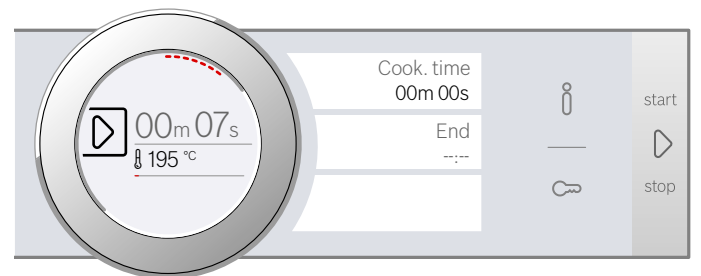 00m 07s
195 °C
Cook. time
00m 00s
End
--:--
start
stop